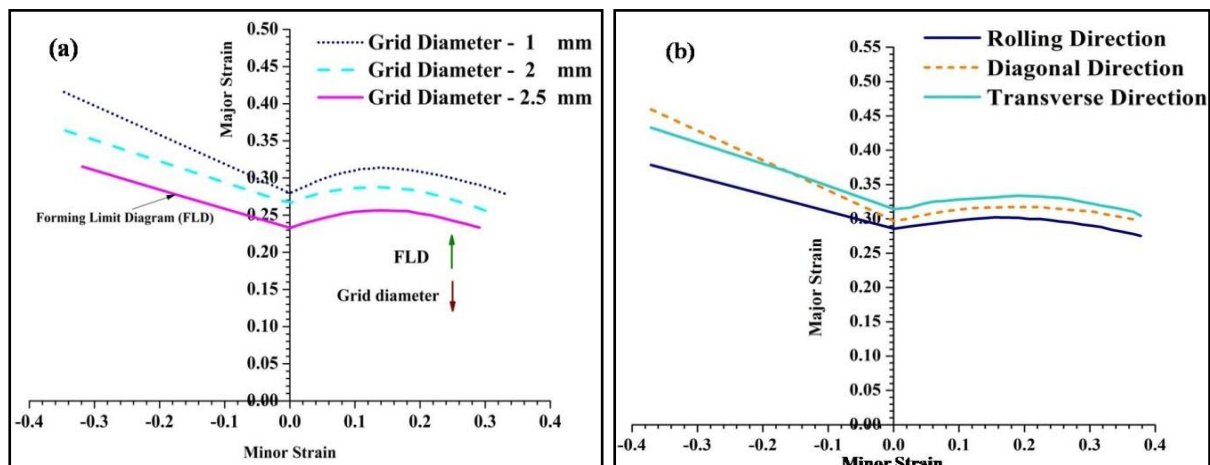 (a)
Grid Diameter - 1 mm
Grid Diameter - 2 mm
Grid Diameter - 2.5 mm
Major Strain
0.50
0.45
0.40
0.35
0.30
0.25
0.20
0.15
0.10
0.05
0.00
Forming Limit Diagram (FLD)
FLD
Grid diameter
-0.4 -0.3 -0.2 -0.1 0.0 0.1 0.2 0.3 0.4
Minor Strain
(b)
Rolling Direction
Diagonal Direction
Transverse Direction
0.55
0.50
0.45
0.40
0.35
0.30
0.25
0.20
0.15
0.10
0.05
0.00
Major Strain
-0.4 -0.3 -0.2 -0.1 0.0 0.1 0.2 0.3 0.4
Minor Strain